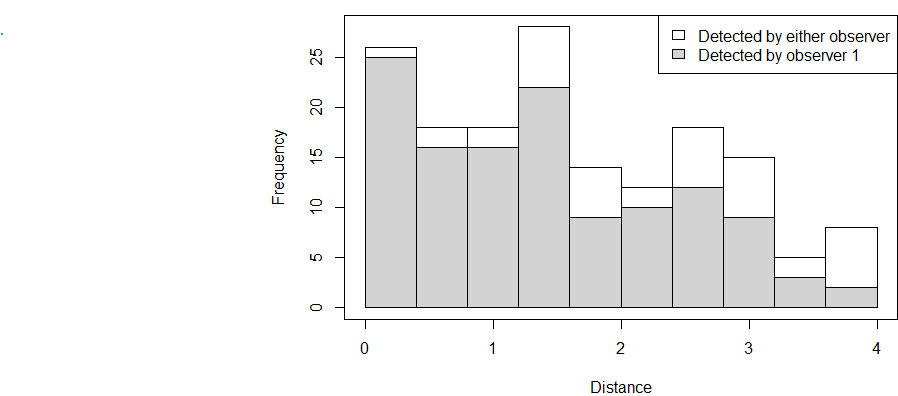 Detected by either observer
Detected by observer 1
Frequency
25
20
15
10
5
0
0 1 2 3 4
Distance